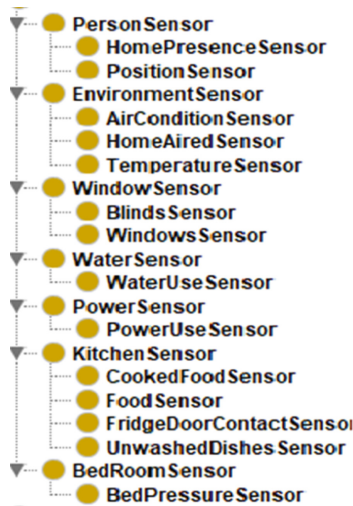 PersonSensor
HomePresenceSensor
PositionSensor
EnvironmentSensor
AirConditionSensor
HomeAiredSensor
TemperatureSensor
WindowSensor
BlindsSensor
WindowsSensor
WaterSensor
WaterUseSensor
PowerSensor
PowerUseSensor
KitchenSensor
CookedFoodSensor
FoodSensor
FridgeDoorContactSensor
UnwashedDishesSensor
BedRoomSensor
BedPressureSensor